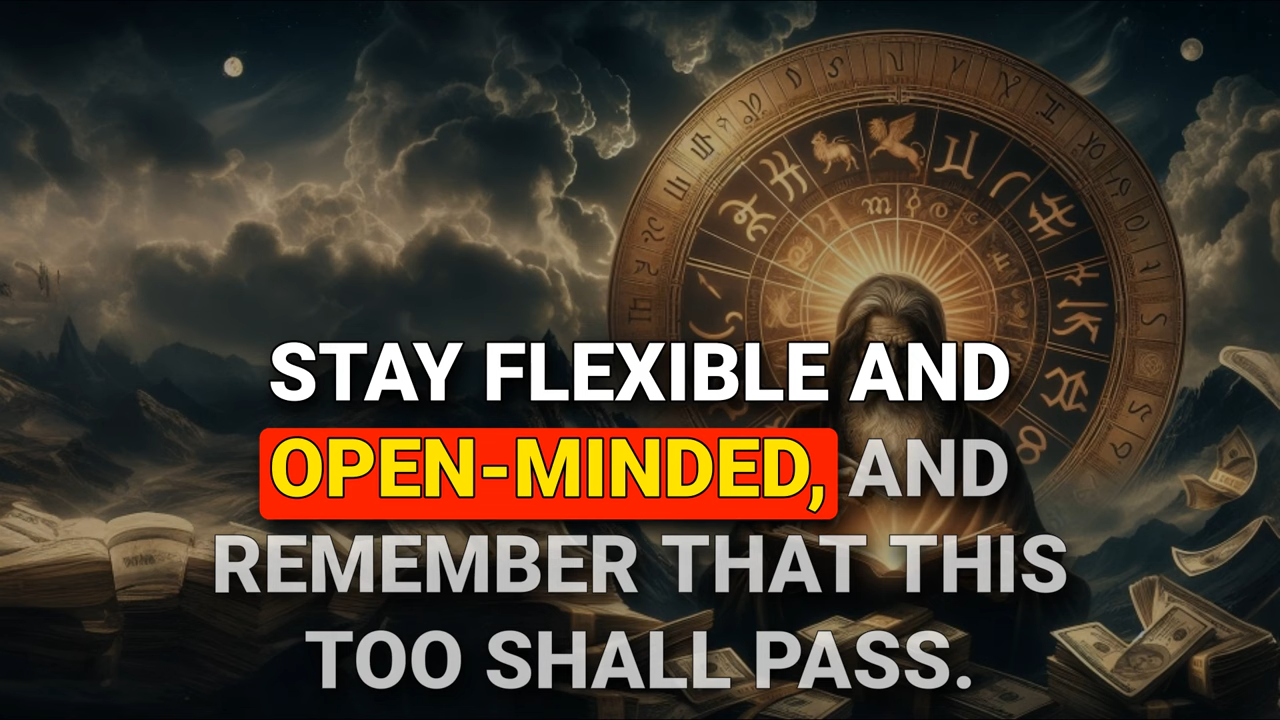 STAY FLEXIBLE AND
OPEN-MINDED, AND
REMEMBER THAT THIS
TOO SHALL PASS.